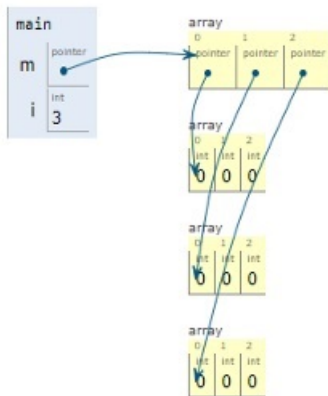 main
m pointer
i int
3
array
0 1 2
pointer pointer pointer
array
0 1 2
int int int
0 0 0
array
0 1 2
int int int
0 0 0
array
0 1 2
int int int
0 0 0